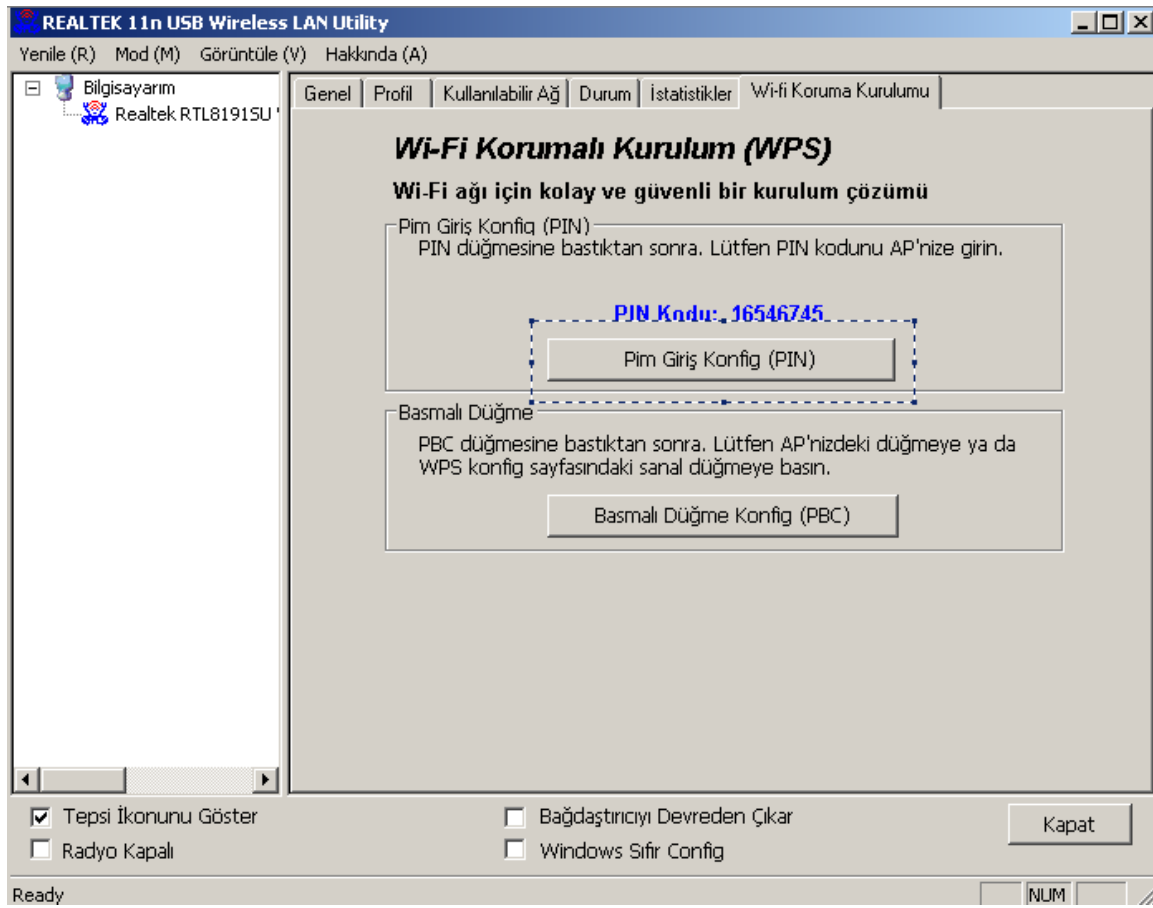 REALTEK 11n USB Wireless LAN Utility
Yenile (R) Mod (M) Görüntüle (V) Hakkında (A)
Bilgisayarım
Realtek RTL8191SU
Genel Profil Kullanılabilir Ağ Durum İstatistikler Wi-fi Koruma Kurulumu
Wi-Fi Korumalı Kurulum (WPS)
Wi-Fi ağı için kolay ve güvenli bir kurulum çözümü
Pim Giriş Konfig (PIN)
PIN düğmesine bastıktan sonra. Lütfen PIN kodunu AP'nize girin.
PIN Kodu: 16546745
Pim Giriş Konfig (PIN)
Basmalı Düğme
PBC düğmesine bastıktan sonra. Lütfen AP'nizdeki düğmeye ya da
WPS konfig sayfasındaki sanal düğmeye basın.
Basmalı Düğme Konfig (PBC)
Tepsi İkonunu Göster
Radyo Kapalı
Bağdaştırıcıyı Devreden Çıkar
Windows Sıfır Config
Kapat
Ready
NUM